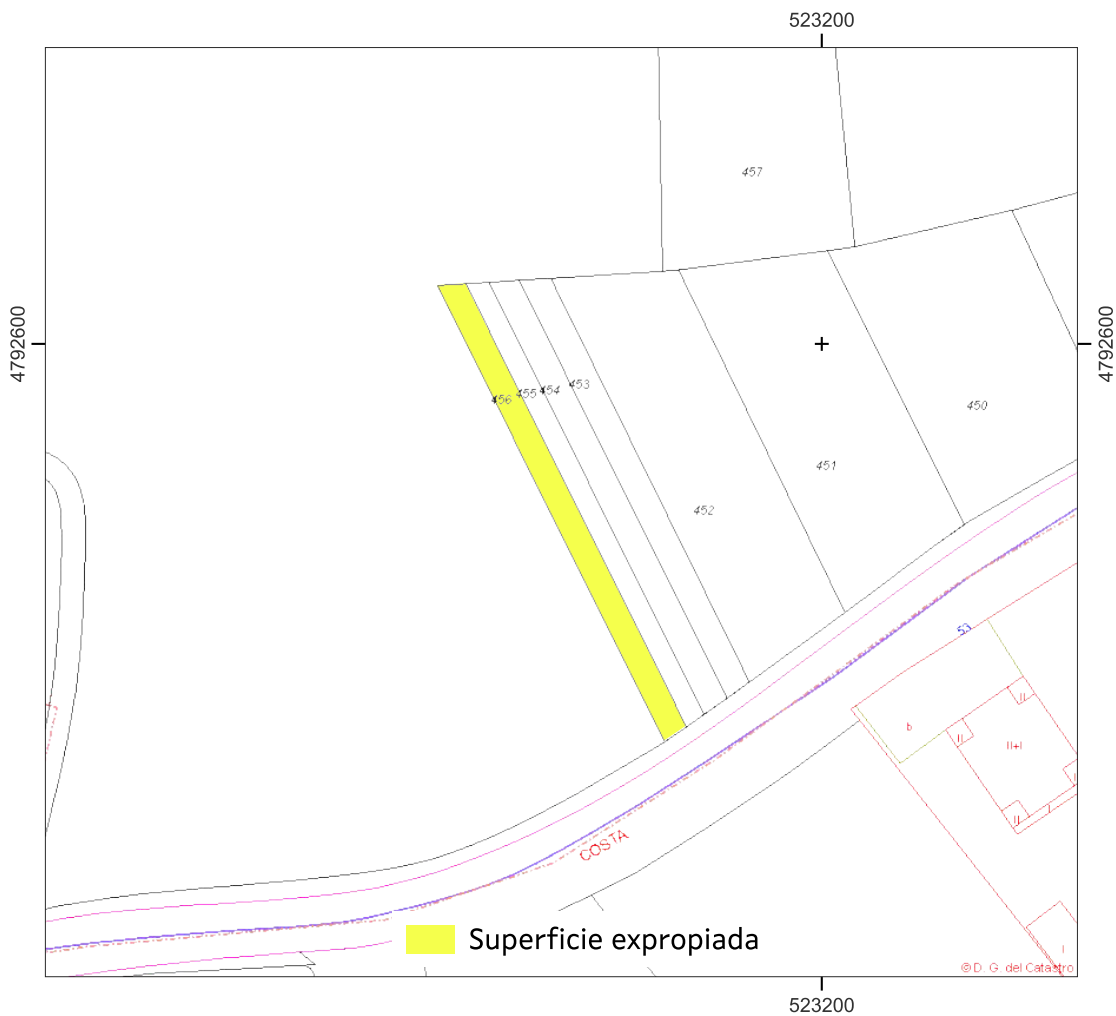 523200
457
4792600
4792600
456
455
454
453
450
451
452
53
b
II
II
II+I
I
II
COSTA
I
Superficie expropiada
© D. G. del Catastro
523200